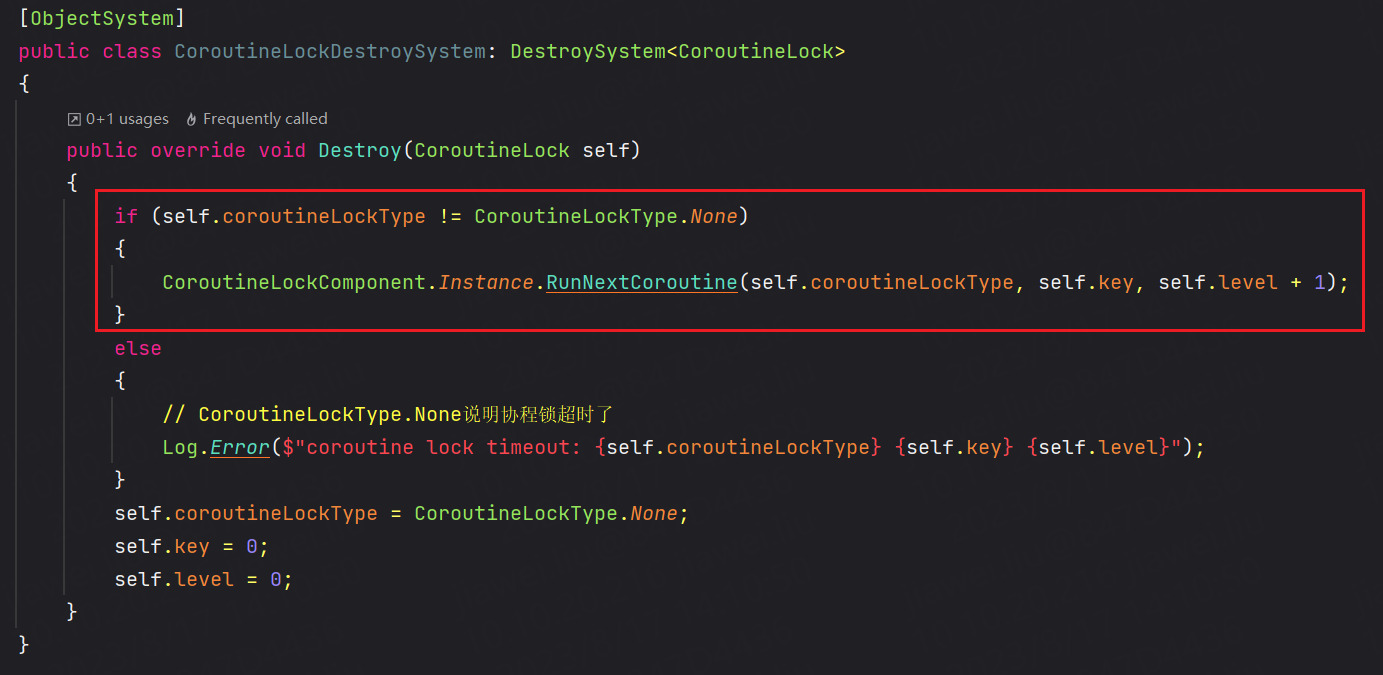 [ObjectSystem]
public class CoroutineLockDestroySystem: DestroySystem<CoroutineLock>
{
0+1 usages Frequently called
public override void Destroy(CoroutineLock self)
{
if (self.coroutineLockType != CoroutineLockType.None)
{
CoroutineLockComponent.Instance.RunNextCoroutine(self.coroutineLockType, self.key, self.level + 1);
}
else
{
// CoroutineLockType.None说明协程锁超时了
Log.Error($"coroutine lock timeout: {self.coroutineLockType} {self.key} {self.level}");
}
self.coroutineLockType = CoroutineLockType.None;
self.key = 0;
self.level = 0;
}
}